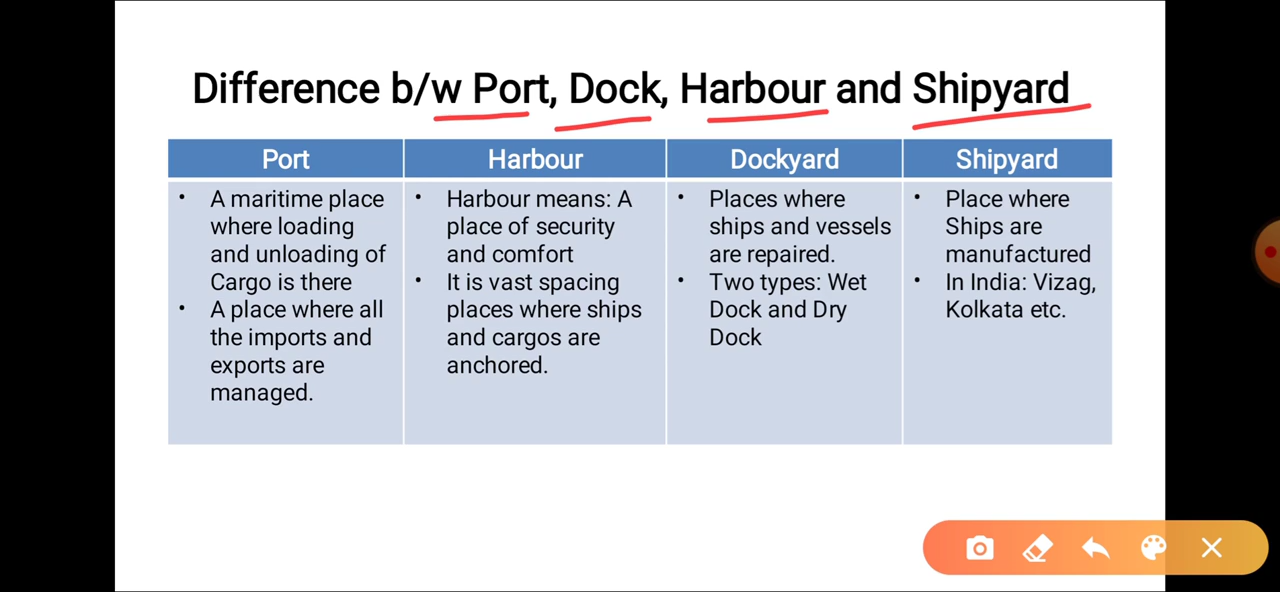 Difference b/w Port, Dock, Harbour and Shipyard
Port
Harbour
Dockyard
Shipyard
• A maritime place
where loading
and unloading of
Cargo is there
• A place where all
the imports and
exports are
managed.
• Harbour means: A
place of security
and comfort
• It is vast spacing
places where ships
and cargos are
anchored.
• Places where
ships and vessels
are repaired.
• Two types: Wet
Dock and Dry
Dock
• Place where
Ships are
manufactured
• In India: Vizag,
Kolkata etc.